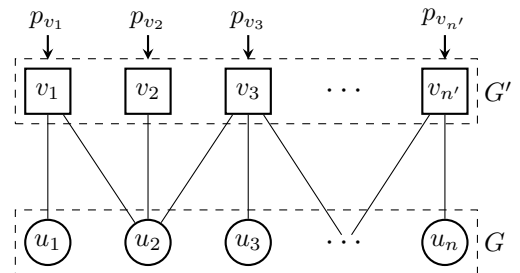 p_{v_1} p_{v_2} p_{v_3} p_{v_{n'}}
v_1 v_2 v_3 ⋯ v_{n'} G'
u_1 u_2 u_3 ⋯ u_n G